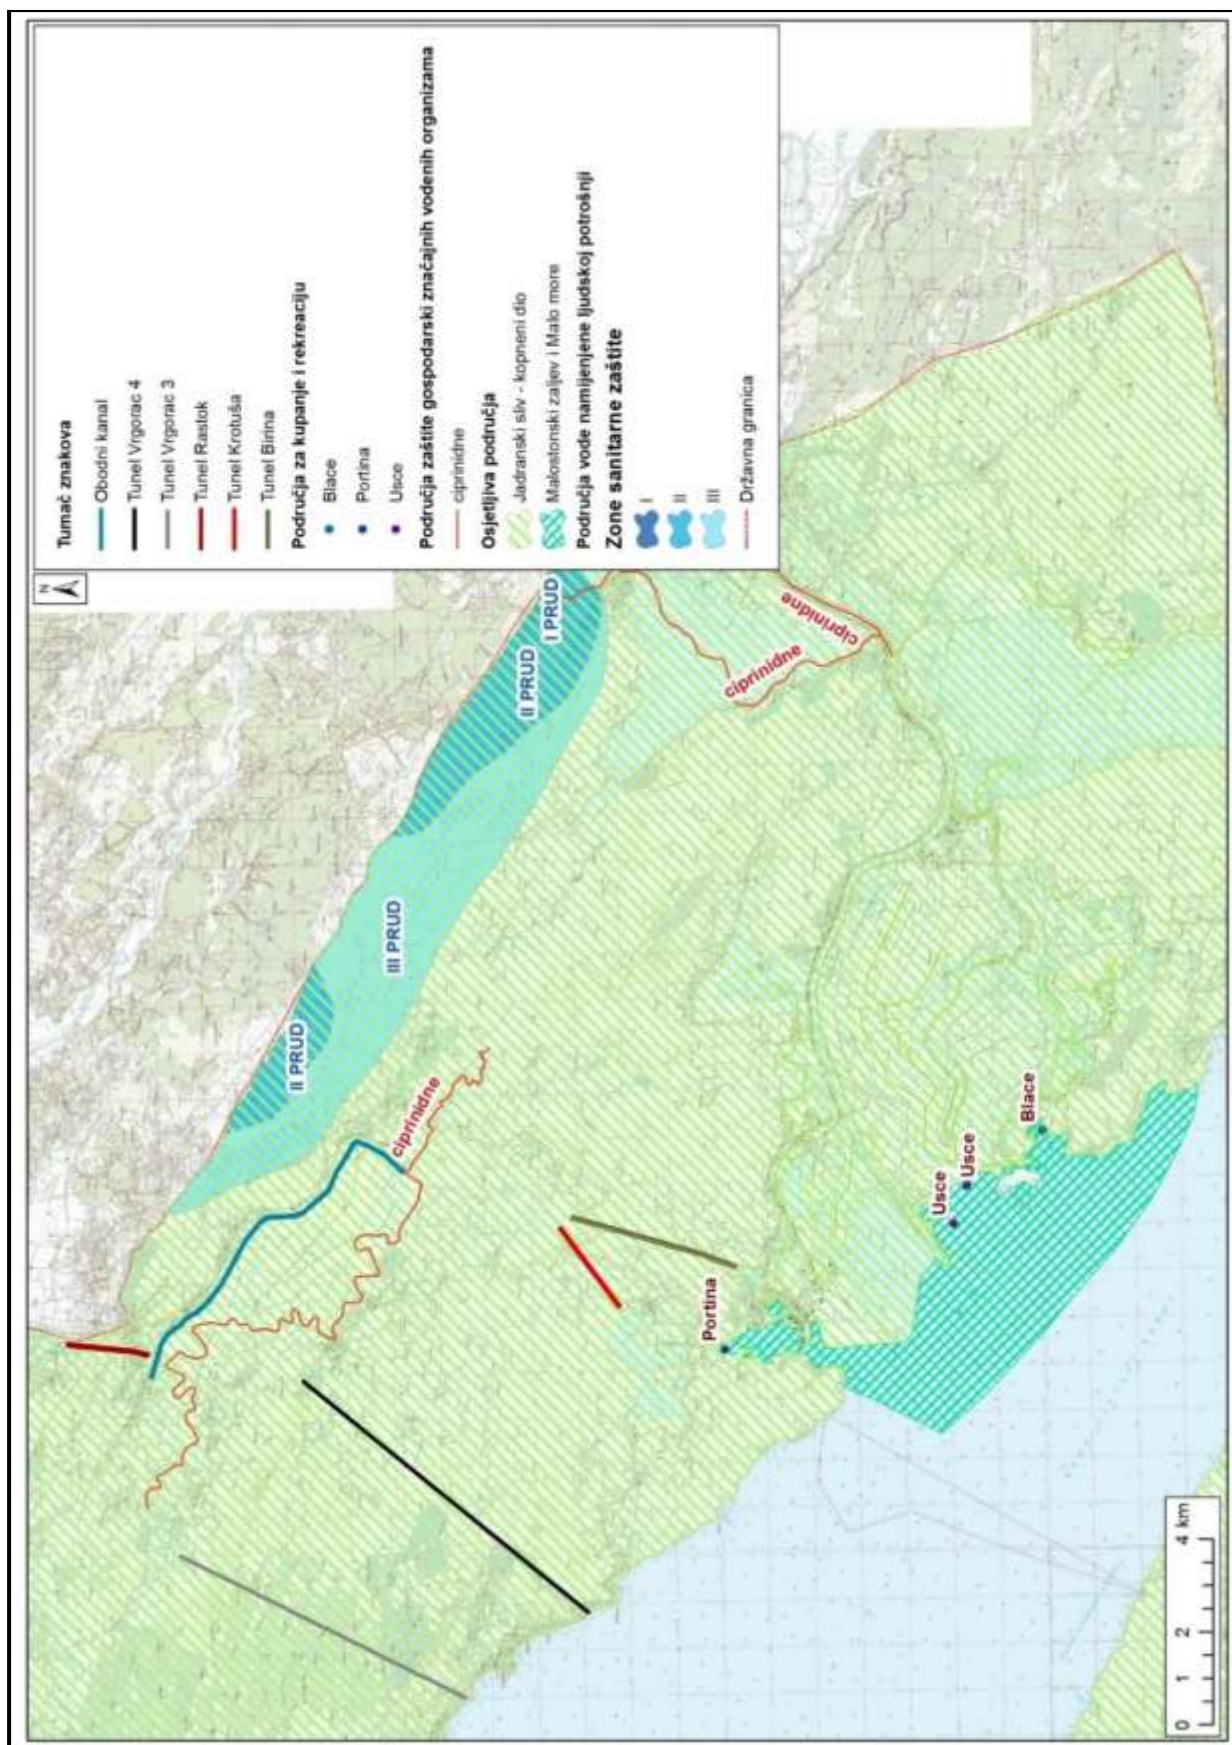 Tumač znakova
Obodni kanal
Tunel Vrgorac 4
Tunel Vrgorac 3
Tunel Rastok
Tunel Krotuša
Tunel Birina
Područja za kupanje i rekreaciju
Blace
Portina
Usce
Područja zaštite gospodarski značajnih vodenih organizama
ciprinidne
Osjetljiva područja
Jadranski sliv - kopneni dio
Malostonski zaljev i Malo more
Područja vode namijenjene ljudskoj potrošnji
Zone sanitarne zaštite
I
II
III
Državna granica
N
II PRUD
III PRUD
II PRUD
I PRUD
ciprinidne
ciprinidne
ciprinidne
Portina
Usce
Usce
Blace
0 1 2 4 km